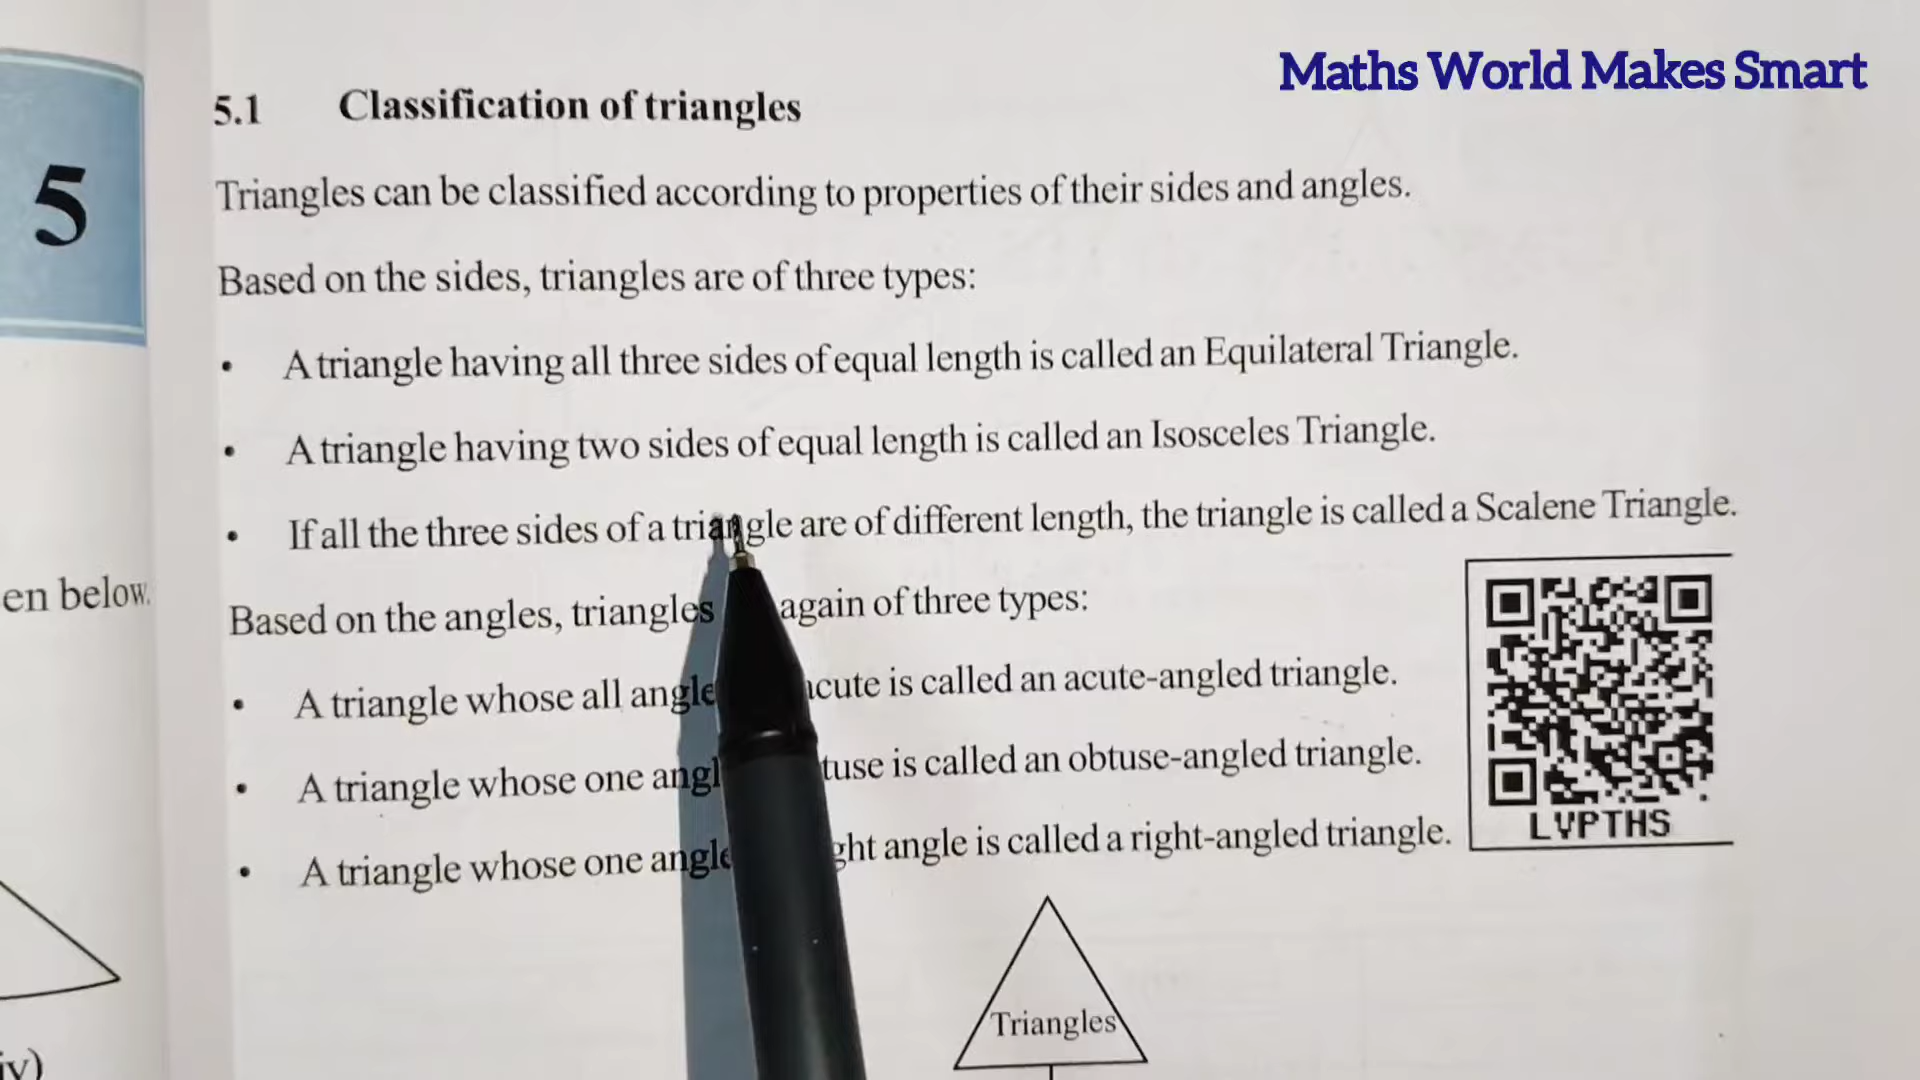 Maths World Makes Smart
5
5.1 Classification of triangles
Triangles can be classified according to properties of their sides and angles.
Based on the sides, triangles are of three types:
• A triangle having all three sides of equal length is called an Equilateral Triangle.
• A triangle having two sides of equal length is called an Isosceles Triangle.
• If all the three sides of a triangle are of different length, the triangle is called a Scalene Triangle.
en below.
Based on the angles, triangles again of three types:
• A triangle whose all angle acute is called an acute-angled triangle.
• A triangle whose one angl tuse is called an obtuse-angled triangle.
• A triangle whose one angle ght angle is called a right-angled triangle.
LVPTHS
Triangles
iv)